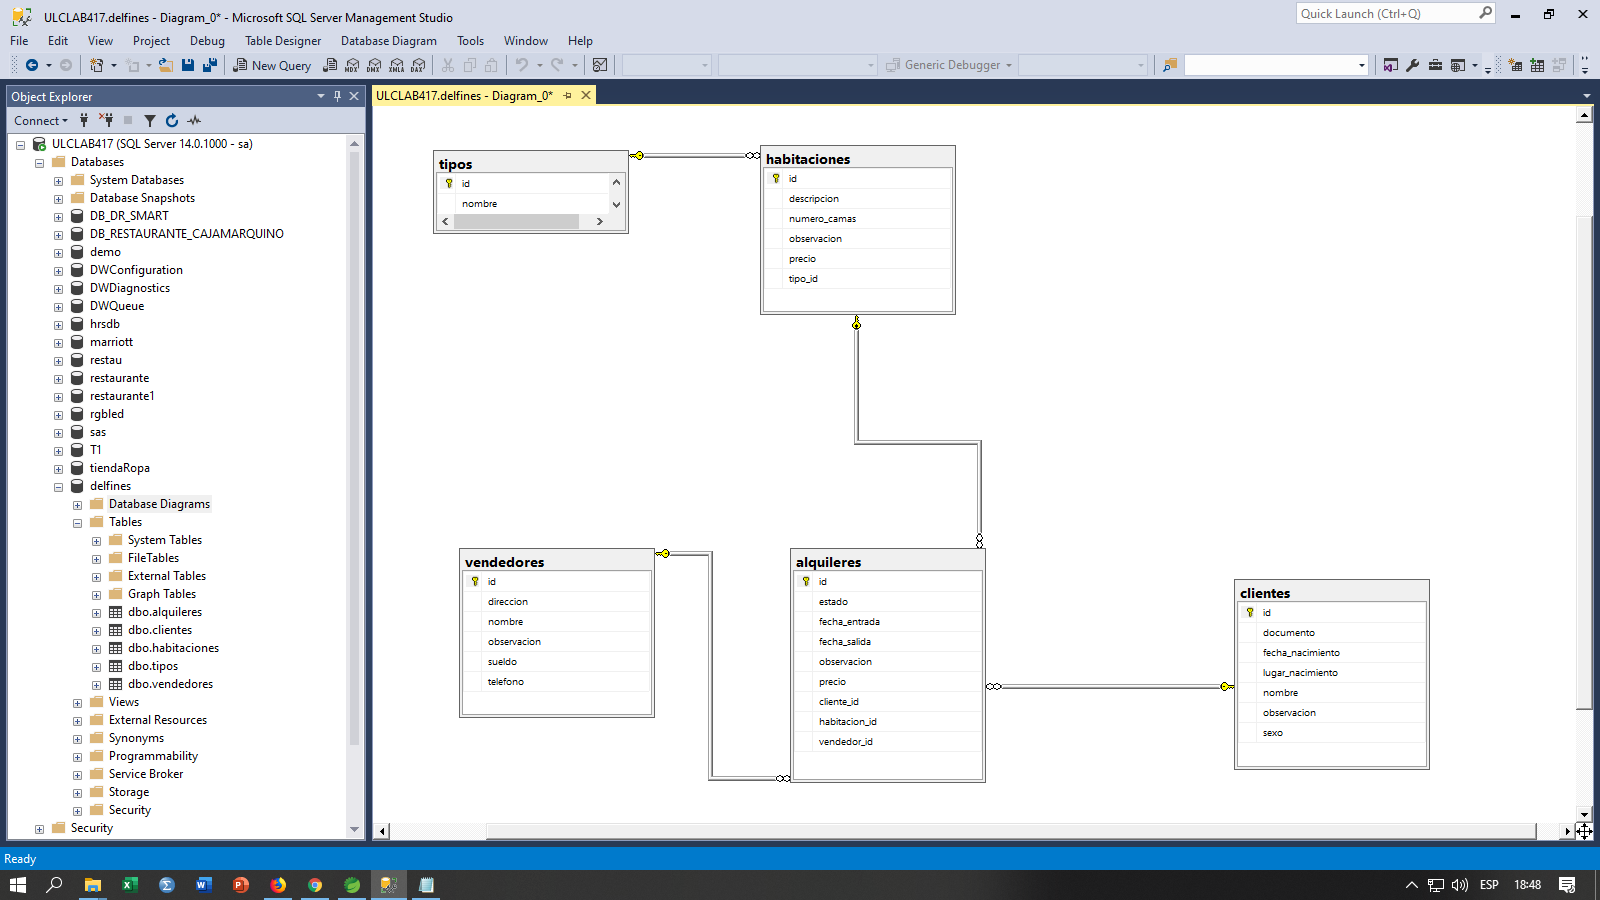 ULCLAB417.delfines - Diagram_0* - Microsoft SQL Server Management Studio
Quick Launch (Ctrl+Q)
File Edit View Project Debug Table Designer Database Diagram Tools Window Help
New Query
MDX DMX XMLA DAX
Generic Debugger
Object Explorer
Connect
ULCLAB417 (SQL Server 14.0.1000 - sa)
Databases
System Databases
Database Snapshots
DB_DR_SMART
DB_RESTAURANTE_CAJAMARQUINO
demo
DWConfiguration
DWDiagnostics
DWQueue
hrsdb
marriott
restau
restaurante
restaurante1
rgbled
sas
T1
tiendaRopa
delfines
Database Diagrams
Tables
System Tables
FileTables
External Tables
Graph Tables
dbo.alquileres
dbo.clientes
dbo.habitaciones
dbo.tipos
dbo.vendedores
Views
External Resources
Synonyms
Programmability
Service Broker
Storage
Security
Security
ULCLAB417.delfines - Diagram_0*
tipos
id
nombre
habitaciones
id
descripcion
numero_camas
observacion
precio
tipo_id
vendedores
id
direccion
nombre
observacion
sueldo
telefono
alquileres
id
estado
fecha_entrada
fecha_salida
observacion
precio
cliente_id
habitacion_id
vendedor_id
clientes
id
documento
fecha_nacimiento
lugar_nacimiento
nombre
observacion
sexo
Ready
ESP 18:48